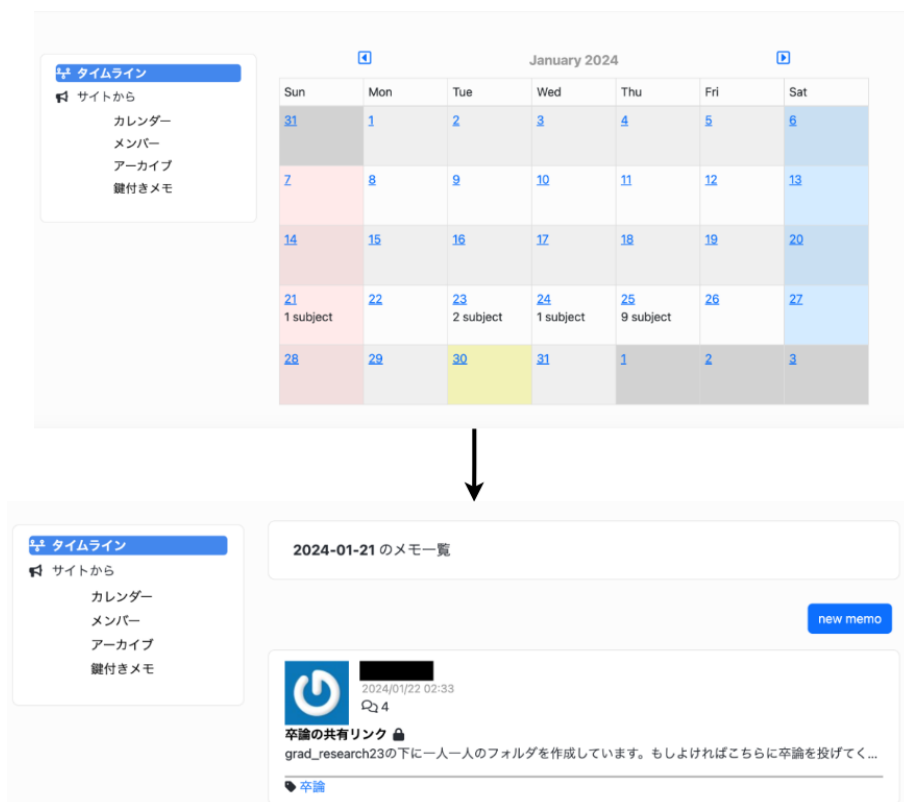 タイムライン
サイトから
カレンダー
メンバー
アーカイブ
鍵付きメモ
January 2024
Sun Mon Tue Wed Thu Fri Sat
31 1 2 3 4 5 6
7 8 9 10 11 12 13
14 15 16 17 18 19 20
21 22 23 24 25 26 27
1 subject 2 subject 1 subject 9 subject
28 29 30 31 1 2 3
タイムライン
サイトから
カレンダー
メンバー
アーカイブ
鍵付きメモ
2024-01-21 のメモ一覧
new memo
2024/01/22 02:33
4
卒論の共有リンク
grad_research23の下に一人一人のフォルダを作成しています。もしよければこちらに卒論を投げてく...
卒論